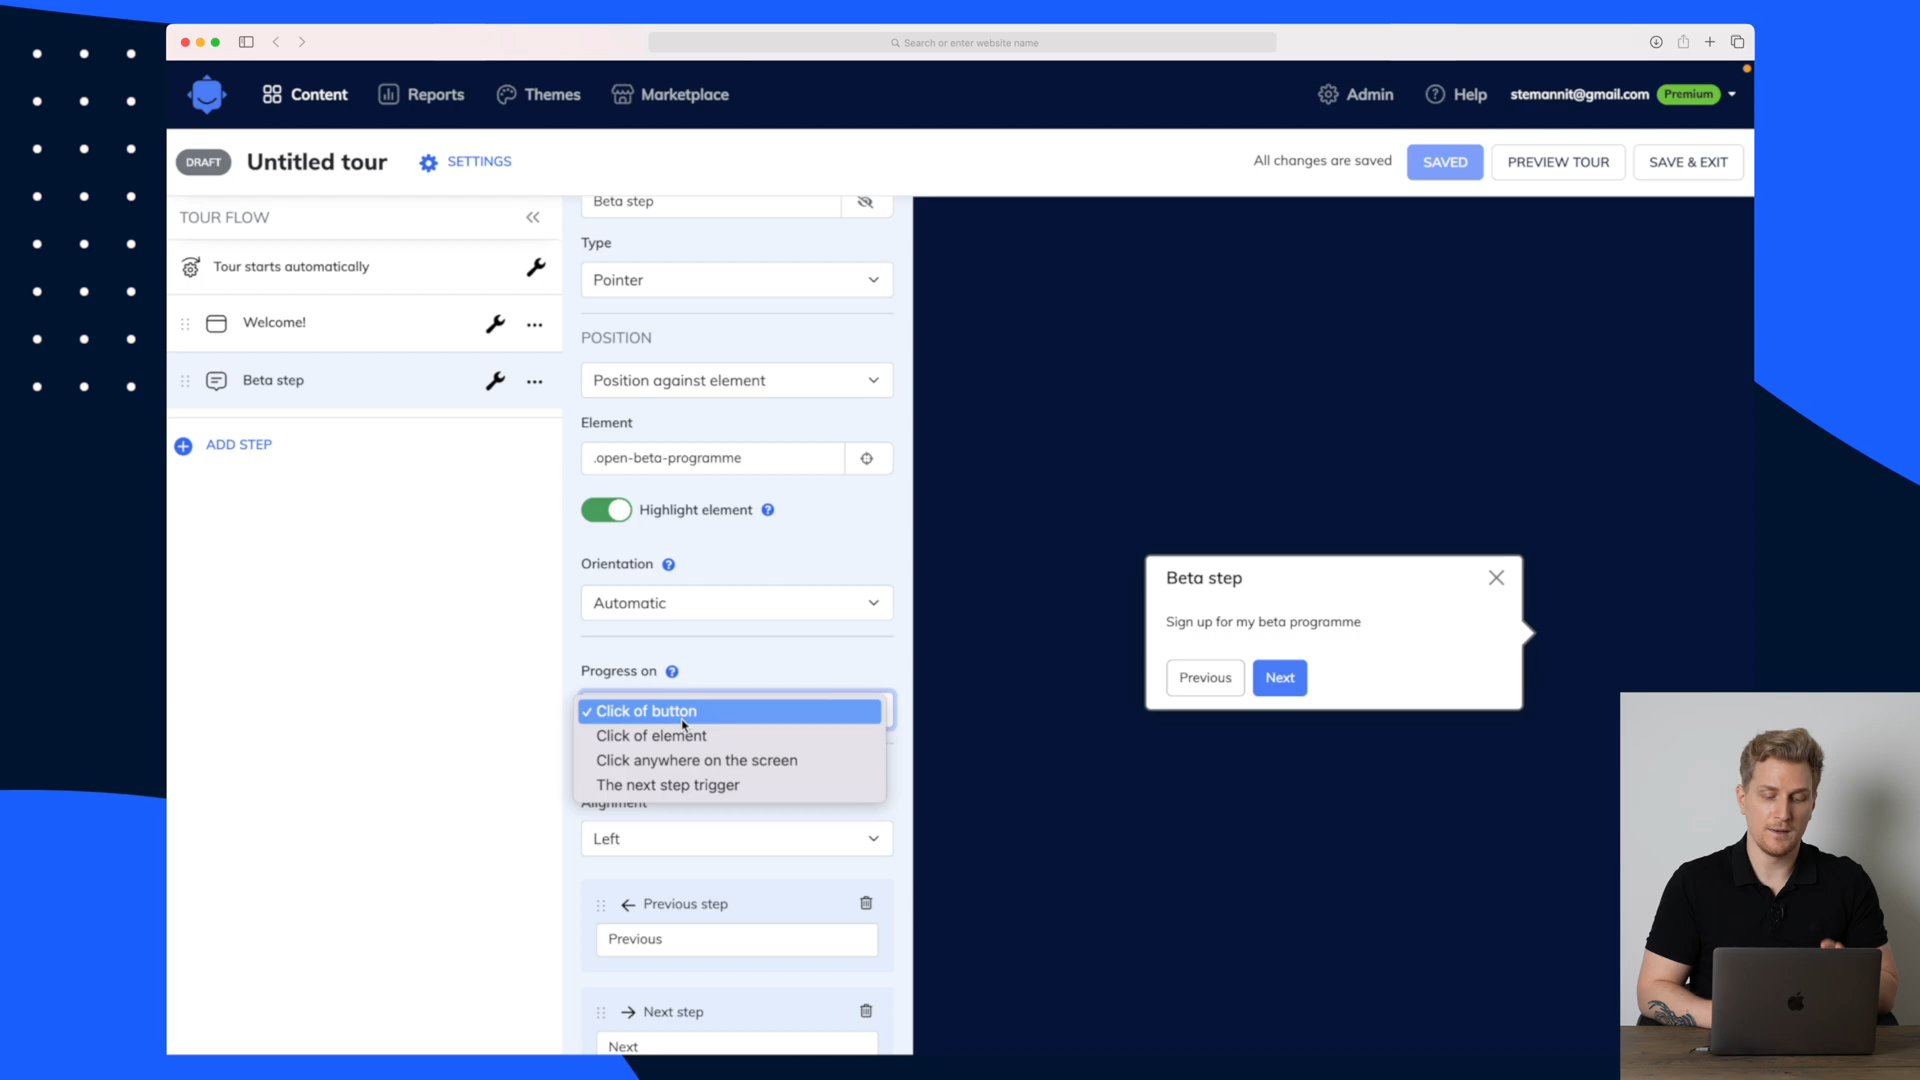 Search or enter website name
Content
Reports
Themes
Marketplace
Admin
Help
stemannit@gmail.com
Premium
DRAFT
Untitled tour
SETTINGS
All changes are saved
SAVED
PREVIEW TOUR
SAVE & EXIT
TOUR FLOW
Tour starts automatically
Welcome!
Beta step
ADD STEP
Beta step
Type
Pointer
POSITION
Position against element
Element
.open-beta-programme
Highlight element
Orientation
Automatic
Progress on
Click of button
Click of element
Click anywhere on the screen
The next step trigger
Alignment
Left
Previous step
Previous
Next step
Next
Beta step
Sign up for my beta programme
Previous
Next